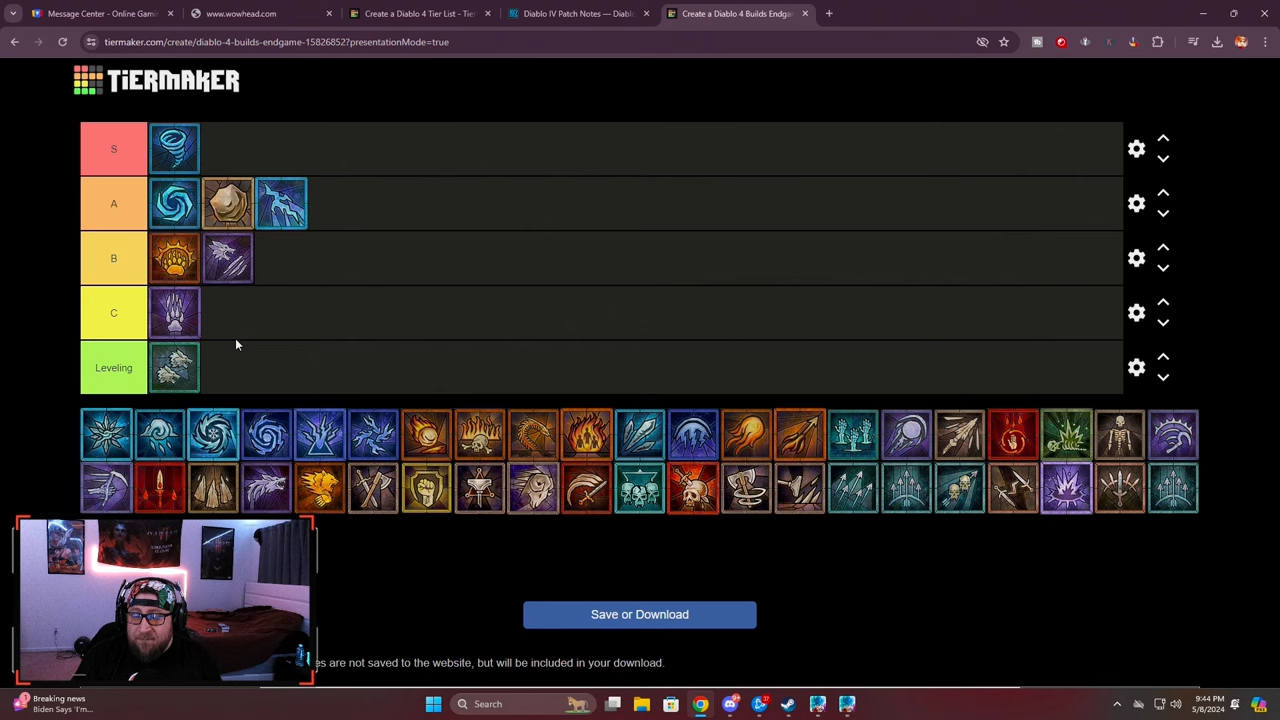 Message Center - Online Gami
www.wowhead.com
Create a Diablo 4 Tier List -
Diablo IV Patch Notes — Diablo
Create a Diablo 4 Builds Endga
tiermaker.com/create/diablo-4-builds-endgame-15826852?presentationMode=true
TIERMAKER
S
A
B
C
Leveling
Save or Download
es are not saved to the website, but will be included in your download.
Breaking news
Biden Says 'I'm...
Search
9:44 PM
5/8/2024